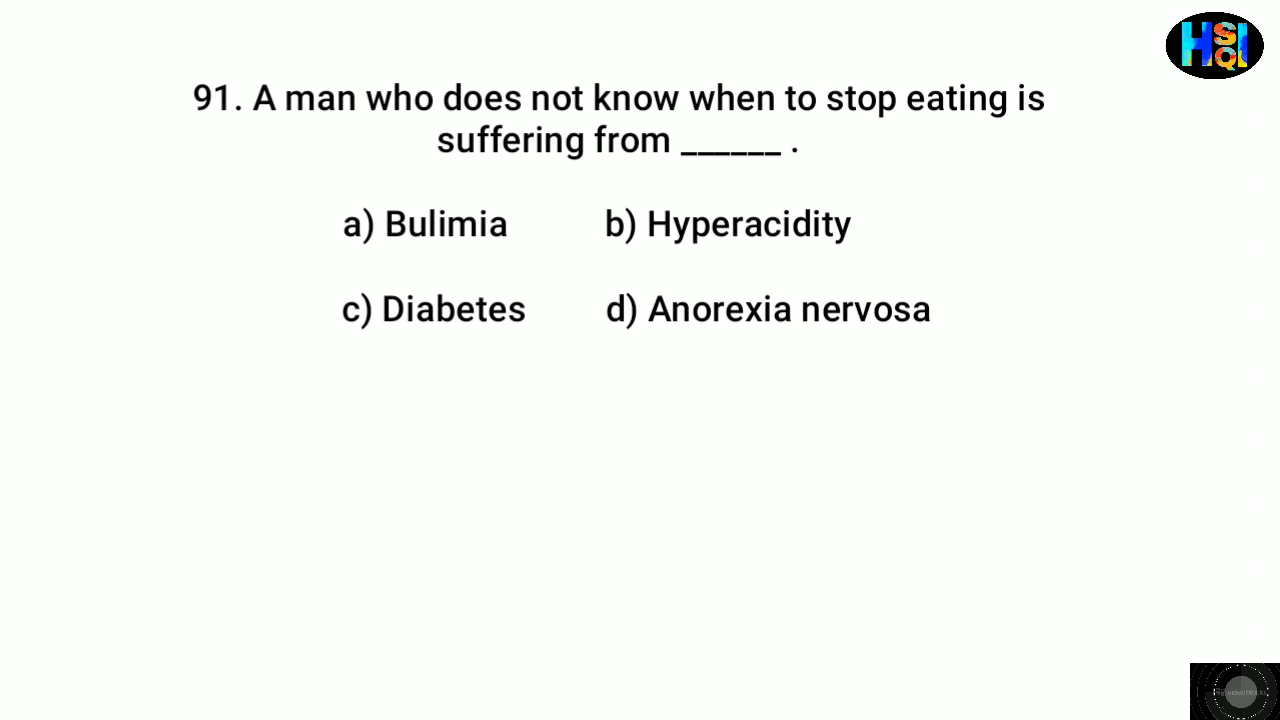 HSQI
91. A man who does not know when to stop eating is
suffering from ______ .
a) Bulimia b) Hyperacidity
c) Diabetes d) Anorexia nervosa